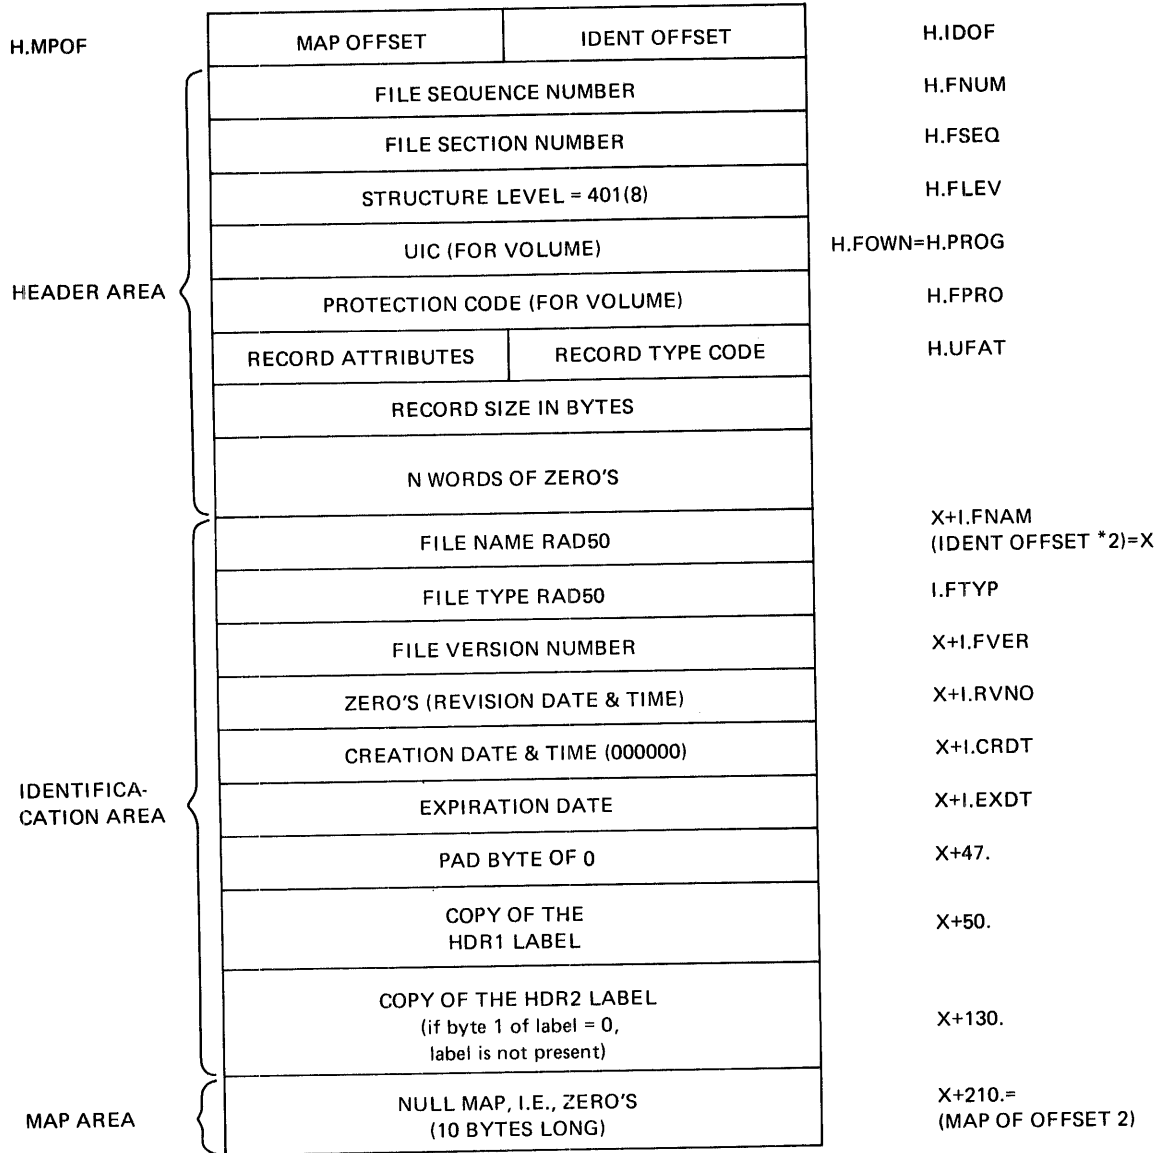 H.MPOF MAP OFFSET IDENT OFFSET H.IDOF
FILE SEQUENCE NUMBER H.FNUM
FILE SECTION NUMBER H.FSEQ
STRUCTURE LEVEL = 401(8) H.FLEV
UIC (FOR VOLUME) H.FOWN=H.PROG
HEADER AREA PROTECTION CODE (FOR VOLUME) H.FPRO
RECORD ATTRIBUTES RECORD TYPE CODE H.UFAT
RECORD SIZE IN BYTES
N WORDS OF ZERO'S
FILE NAME RAD50 X+I.FNAM
(IDENT OFFSET *2)=X
FILE TYPE RAD50 I.FTYP
FILE VERSION NUMBER X+I.FVER
ZERO'S (REVISION DATE & TIME) X+I.RVNO
CREATION DATE & TIME (000000) X+I.CRDT
IDENTIFICA-
CATION AREA
EXPIRATION DATE X+I.EXDT
PAD BYTE OF 0 X+47.
COPY OF THE
HDR1 LABEL
X+50.
COPY OF THE HDR2 LABEL
(if byte 1 of label = 0,
label is not present)
X+130.
MAP AREA
NULL MAP, I.E., ZERO'S
(10 BYTES LONG)
X+210.=
(MAP OF OFFSET 2)